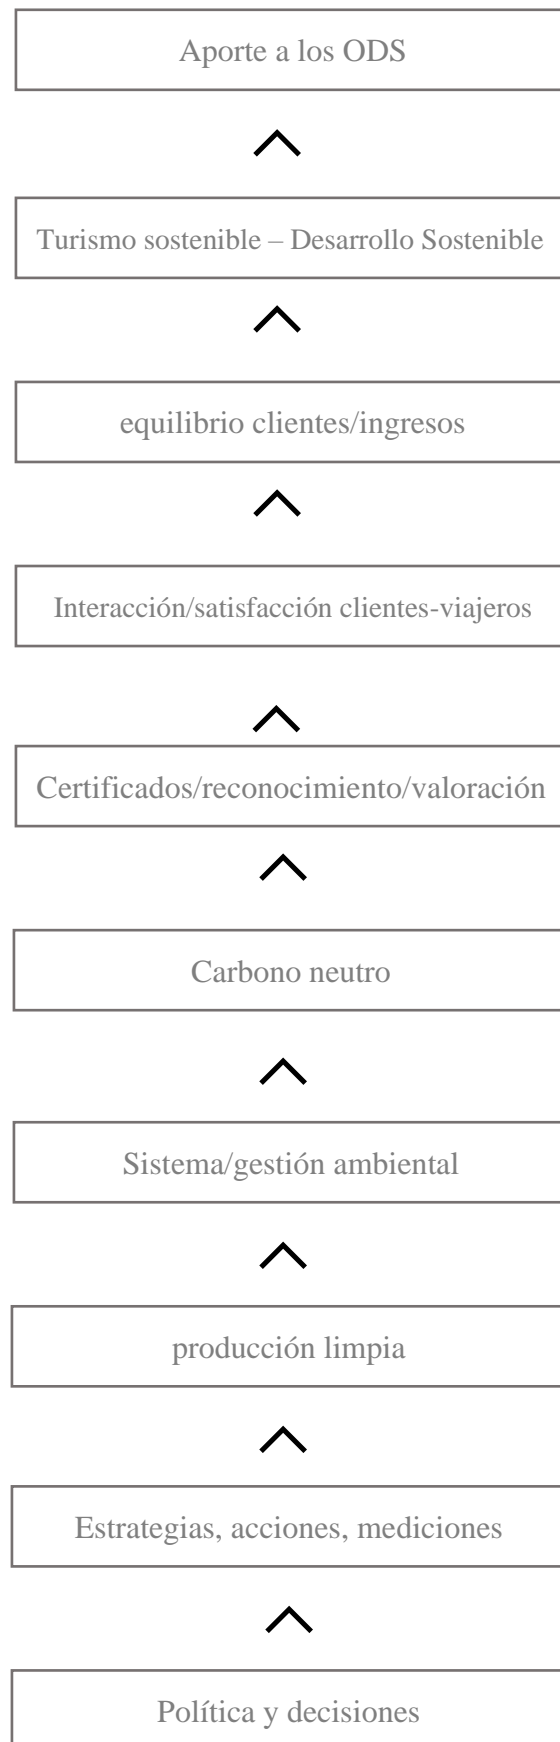 Aporte a los ODS
Turismo sostenible – Desarrollo Sostenible
equilibrio clientes/ingresos
Interacción/satisfacción clientes-viajeros
Certificados/reconocimiento/valoración
Carbono neutro
Sistema/gestión ambiental
producción limpia
Estrategias, acciones, mediciones
Política y decisiones